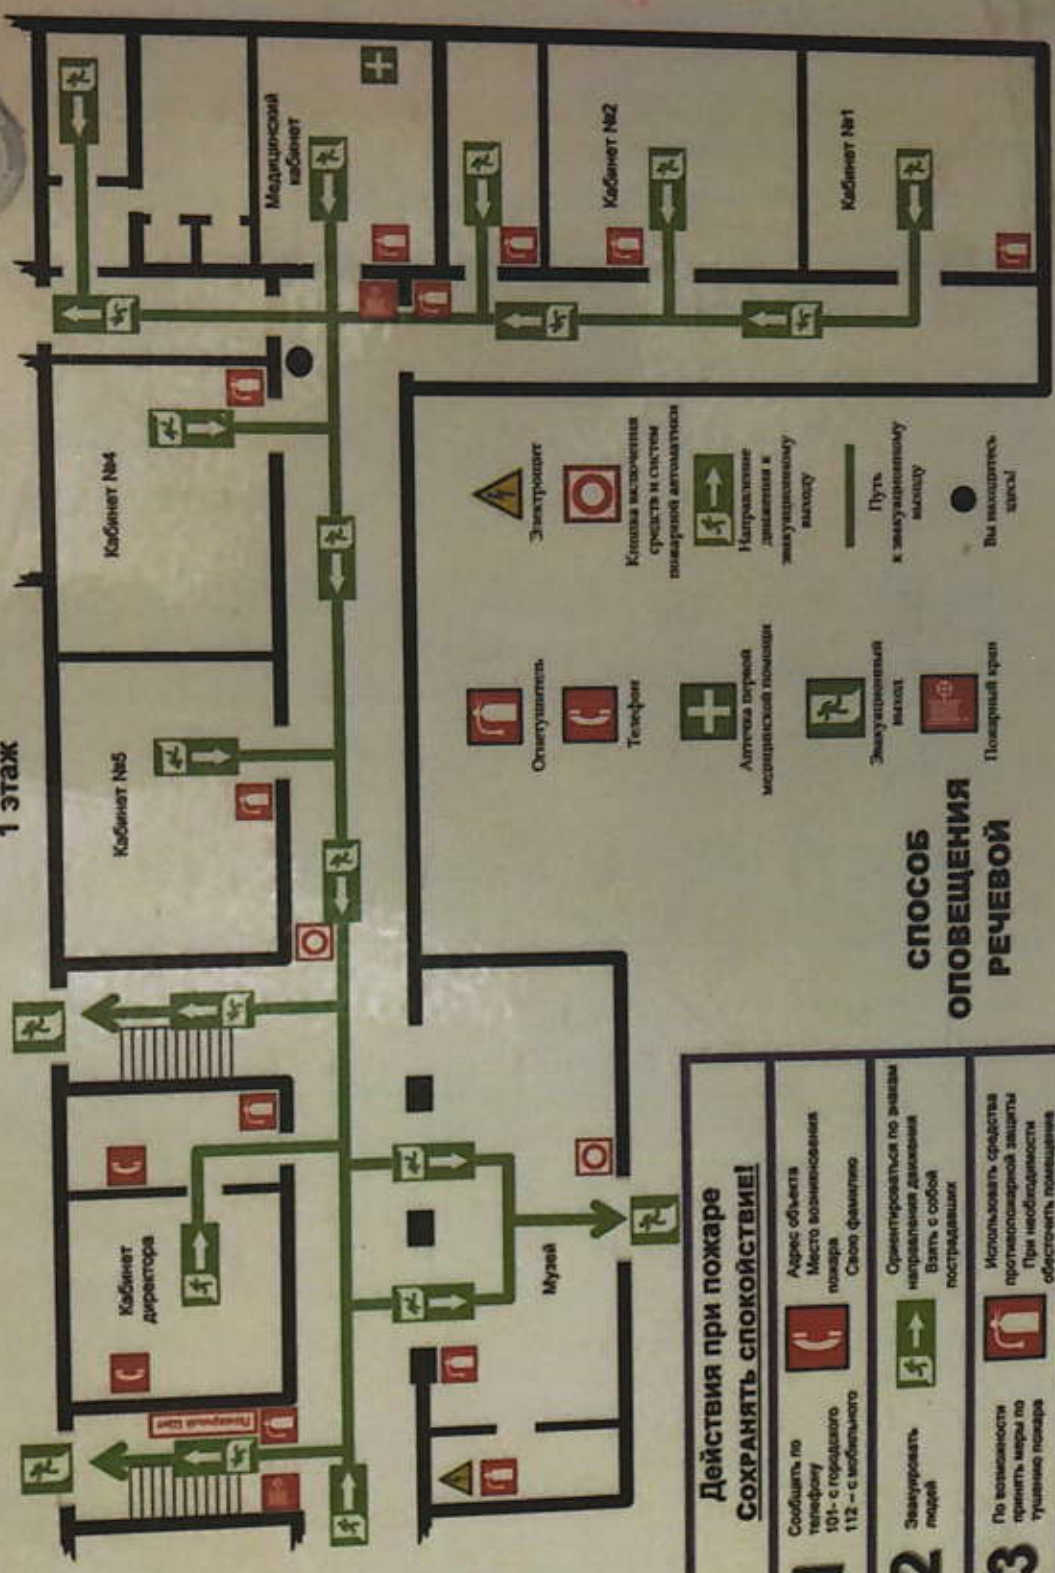 1 этаж
Кабинет
директора
Кабинет №5
Кабинет №4
Медицинский
кабинет
Кабинет №2
Кабинет №1
Пожарный Щит
Музей
Огнетушитель
Телефон
Аптечка первой
медицинской помощи
Эвакуационный
выход
Пожарный кран
Электрощит
Кнопка включения
средств и систем
пожарной автоматики
Направление
движения к
эвакуационному
выходу
Путь
к эвакуационному
выходу
Вы находитесь
здесь!
СПОСОБ
ОПОВЕЩЕНИЯ
РЕЧЕВОЙ
Действия при пожаре
СОХРАНЯТЬ СПОКОЙСТВИЕ!
1
Сообщить по
телефону
101- с городского
112 – с мобильного
Адрес объекта
Место возникновения
пожара
Свою фамилию
2
Эвакуировать
людей
Ориентироваться по знакам
направления движения
Взять с собой
пострадавших
3
По возможности
принять меры по
тушению пожара
Использовать средства
противопожарной защиты
При необходимости
обесточить помещение